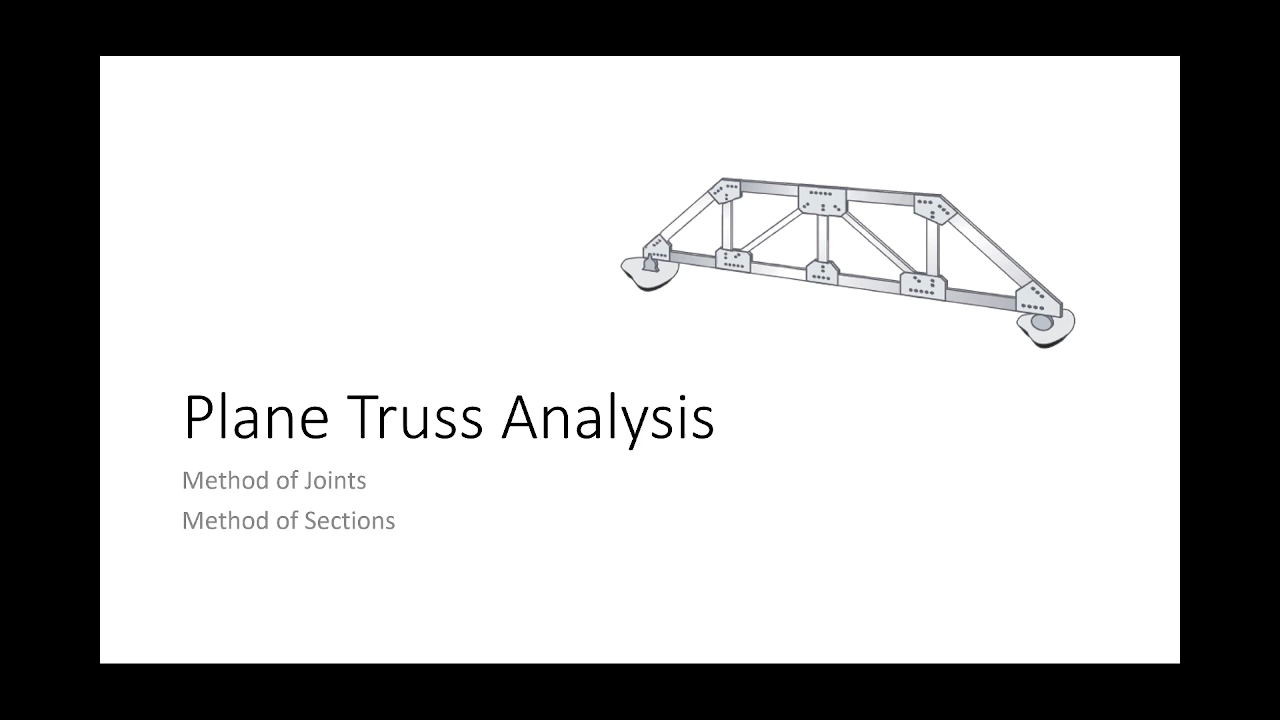 Plane Truss Analysis
Method of Joints
Method of Sections